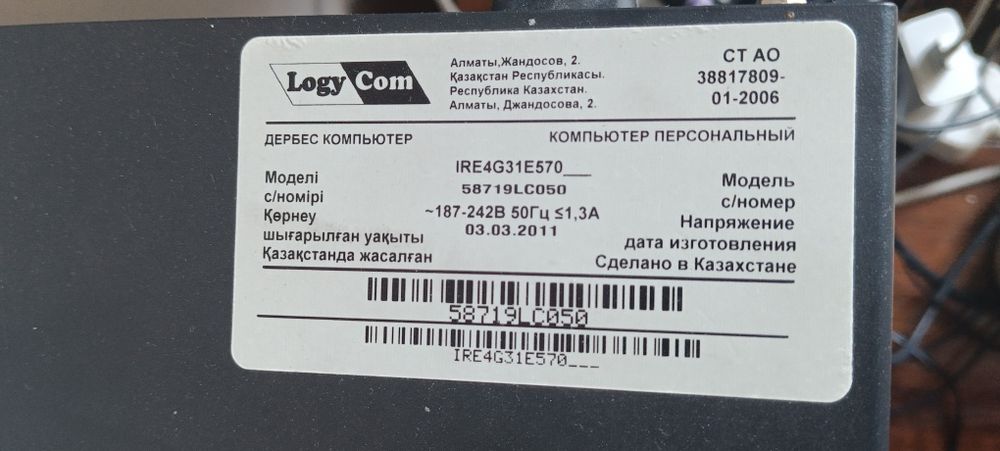 Logy Com
Алматы,Жандосов, 2.
Қазақстан Республикасы.
Республика Казахстан.
Алматы, Джандосова, 2.
СТ АО
38817809-
01-2006
ДЕРБЕС КОМПЬЮТЕР
КОМПЬЮТЕР ПЕРСОНАЛЬНЫЙ
Моделі IRE4G31E570___ Модель
с/номірі 58719LC050 с/номер
Қөрнеу ~187-242В 50Гц ≤1,3А Напряжение
шығарылған уақыты 03.03.2011 дата изготовления
Қазақстанда жасалған Сделано в Казахстане
58719LC050
IRE4G31E570___